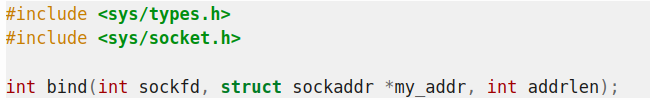 #include <sys/types.h>
#include <sys/socket.h>
int bind(int sockfd, struct sockaddr *my_addr, int addrlen);